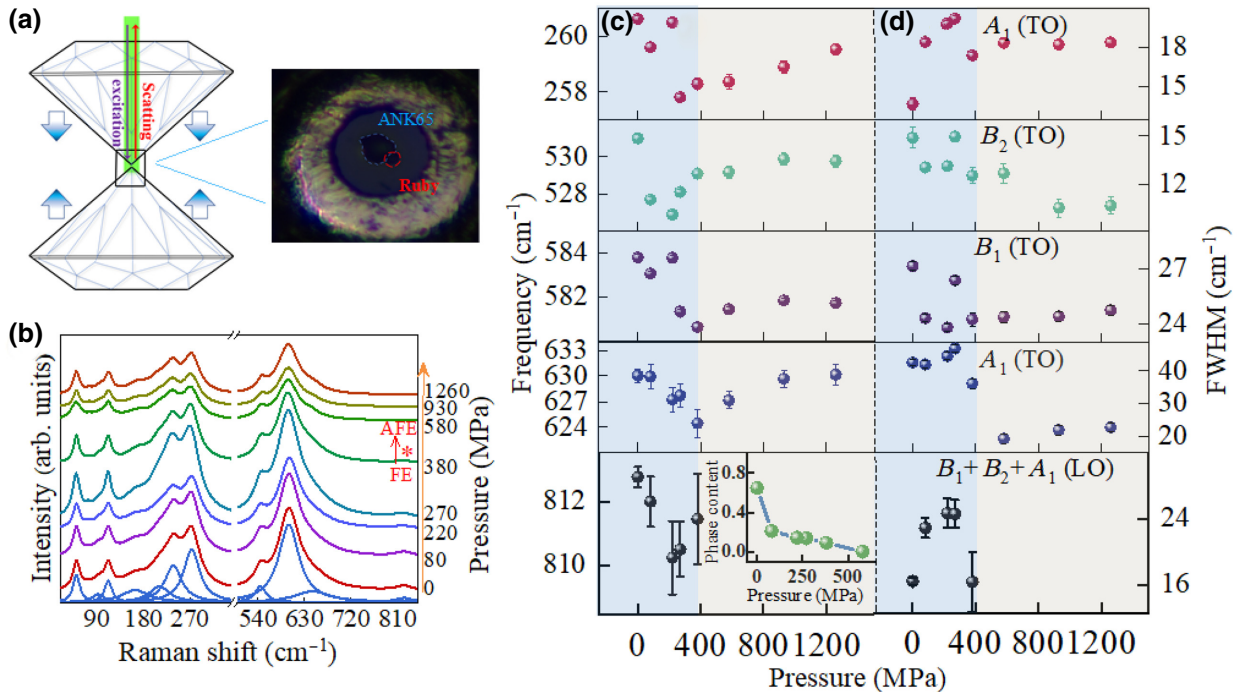 (a)
excitation
Scatting
ANK65
Ruby
(b)
Intensity (arb. units)
1260
930
580
AFE
*
FE
380
270
220
80
0
Pressure (MPa)
90 180 270 540 630 720 810
Raman shift (cm⁻¹)
(c)
(d)
A₁ (TO)
260
258
18
15
B₂ (TO)
530
528
15
12
B₁ (TO)
584
582
27
24
A₁ (TO)
633
630
627
624
40
30
20
B₁ + B₂ + A₁ (LO)
812
810
24
16
Frequency (cm⁻¹)
FWHM (cm⁻¹)
Phase content
0.8
0.4
0.0
0 250 500
Pressure (MPa)
0 400 800 1200 0 400 800 1200
Pressure (MPa)